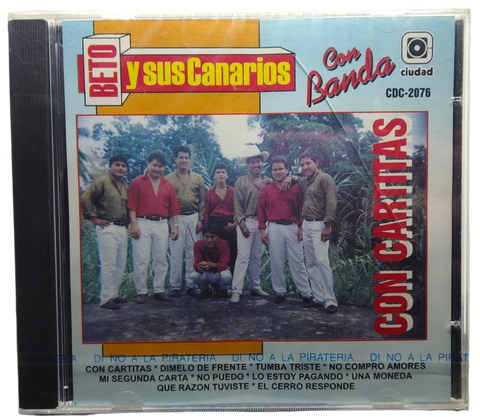 BETO
y sus Canarios
Con
Banda
ciudad
CDC-2076
CON CARTITAS
PIRATERIA DI NO A LA PIRATERIA DI NO A LA PIRATERIA DI NO A LA PIRATERIA
CON CARTITAS * DIMELO DE FRENTE * TUMBA TRISTE * NO COMPRO AMORES
MI SEGUNDA CARTA * NO PUEDO * LO ESTOY PAGANDO * UNA MONEDA
QUE RAZON TUVISTE * EL CERRO RESPONDE